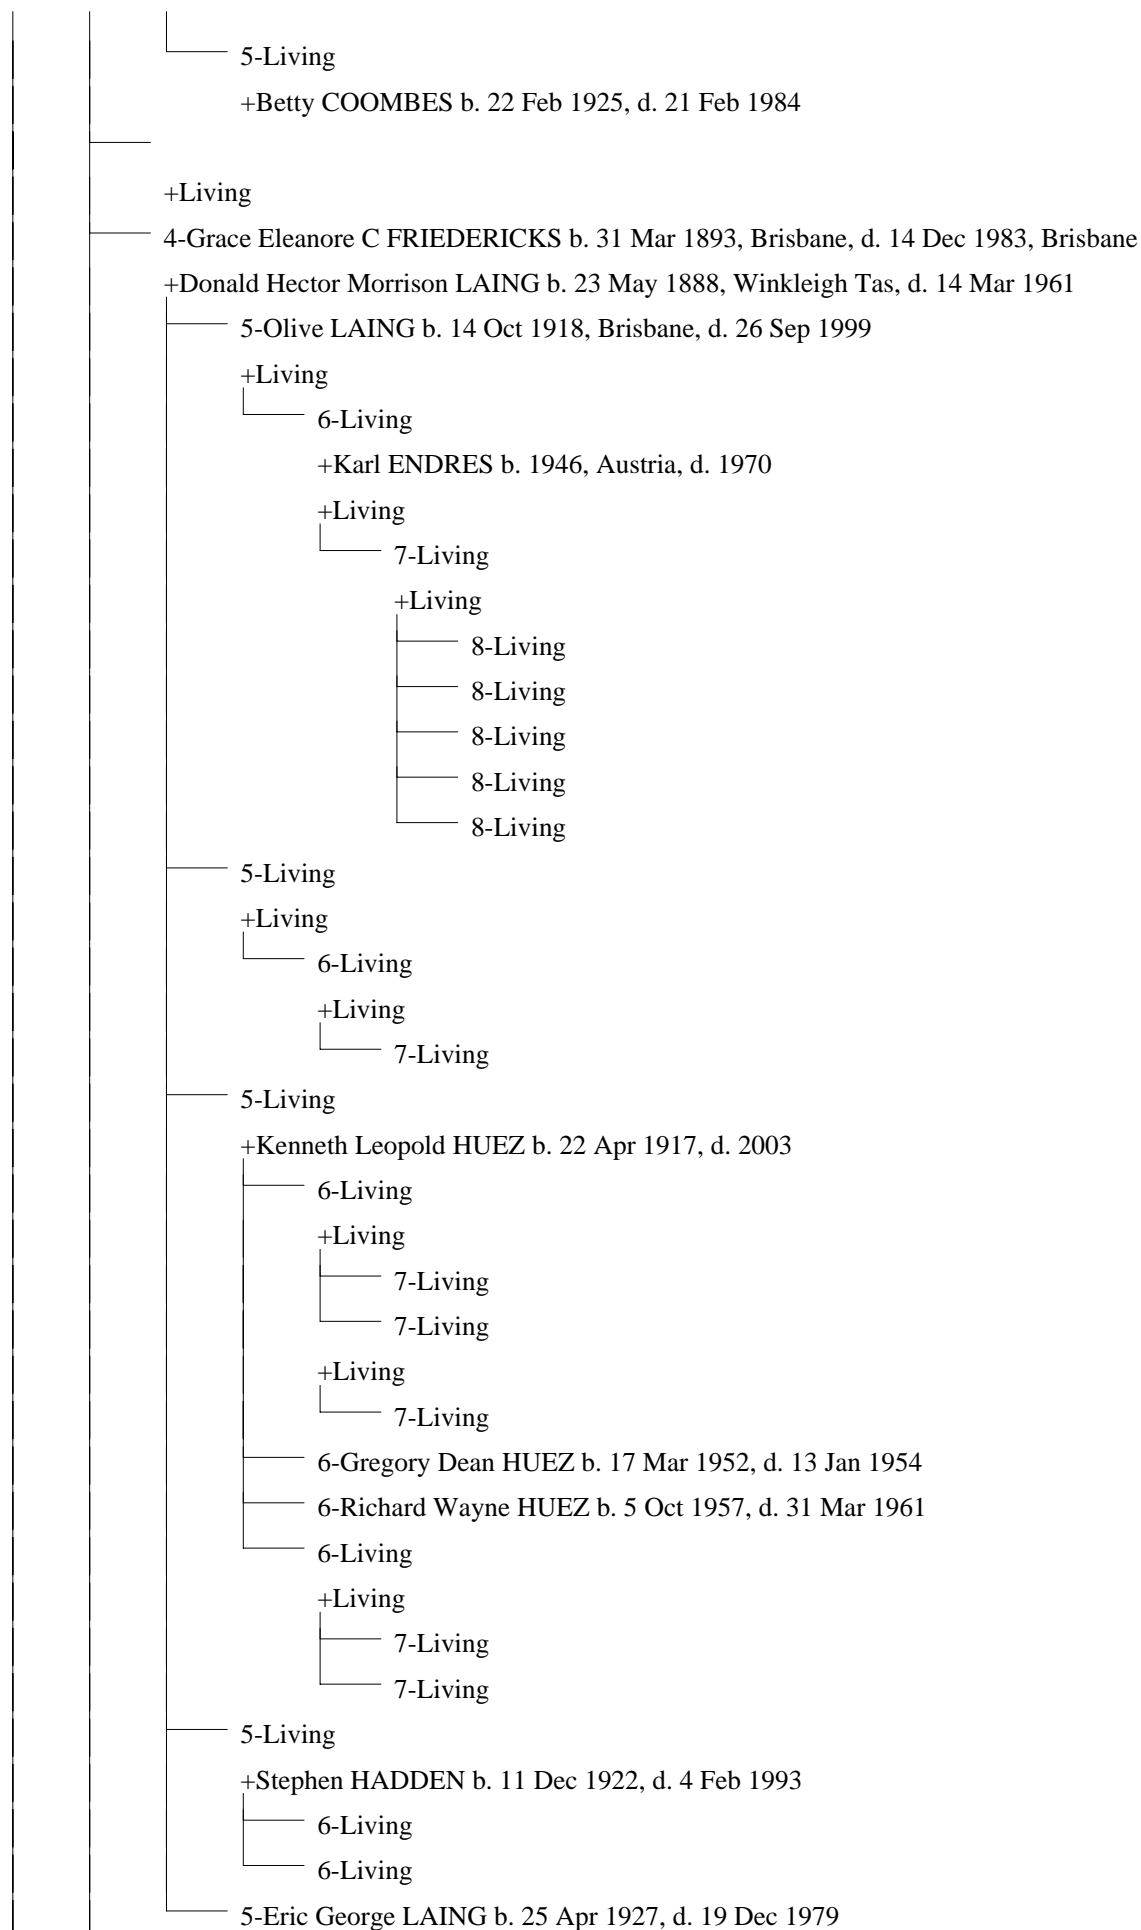 5-Living
+Betty COOMBES b. 22 Feb 1925, d. 21 Feb 1984
+Living
4-Grace Eleanore C FRIEDERICKS b. 31 Mar 1893, Brisbane, d. 14 Dec 1983, Brisbane
+Donald Hector Morrison LAING b. 23 May 1888, Winkleigh Tas, d. 14 Mar 1961
5-Olive LAING b. 14 Oct 1918, Brisbane, d. 26 Sep 1999
+Living
6-Living
+Karl ENDRES b. 1946, Austria, d. 1970
+Living
7-Living
+Living
8-Living
8-Living
8-Living
8-Living
8-Living
5-Living
+Living
6-Living
+Living
7-Living
5-Living
+Kenneth Leopold HUEZ b. 22 Apr 1917, d. 2003
6-Living
+Living
7-Living
7-Living
+Living
7-Living
6-Gregory Dean HUEZ b. 17 Mar 1952, d. 13 Jan 1954
6-Richard Wayne HUEZ b. 5 Oct 1957, d. 31 Mar 1961
6-Living
+Living
7-Living
7-Living
5-Living
+Stephen HADDEN b. 11 Dec 1922, d. 4 Feb 1993
6-Living
6-Living
5-Eric George LAING b. 25 Apr 1927, d. 19 Dec 1979